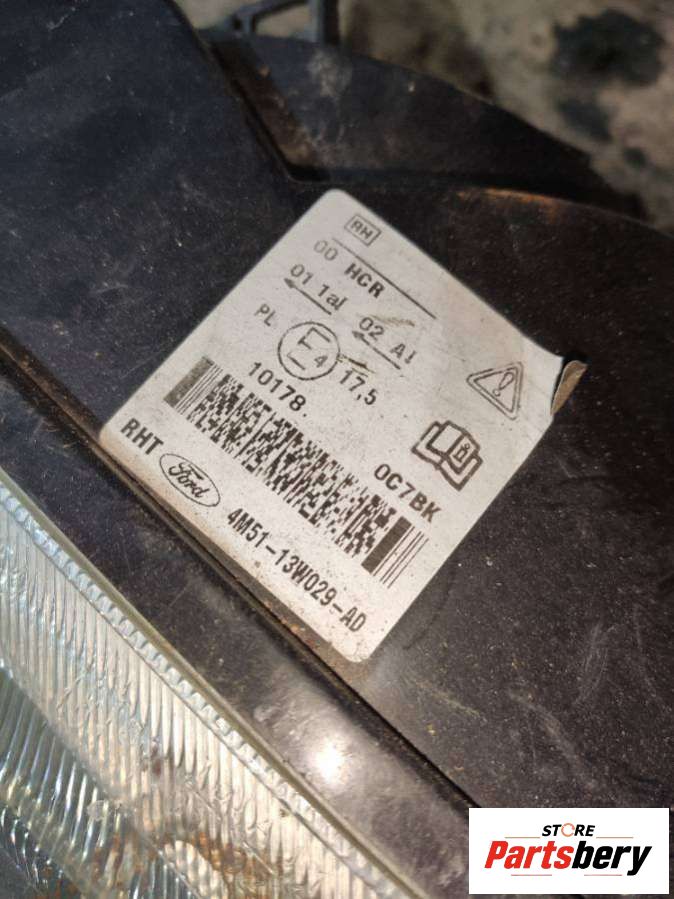 RH
00 HCR
01 1al 02 Al
PL E4 17,5
10178 0C7BK
RHT Ford 4M51-13W029-AD
STORE
Partsbery